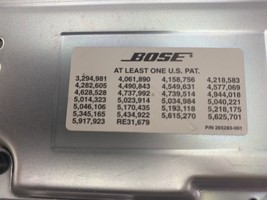 BOSE
AT LEAST ONE U.S. PAT.
3,294,981 4,061,890 4,158,756 4,218,583
4,282,605 4,490,843 4,549,631 4,577,069
4,628,528 4,737,992 4,739,514 4,944,018
5,014,323 5,023,914 5,034,984 5,040,221
5,046,106 5,170,435 5,193,118 5,218,175
5,345,165 5,434,922 5,615,270 5,625,701
5,917,923 RE31,679
P/N 265283-001